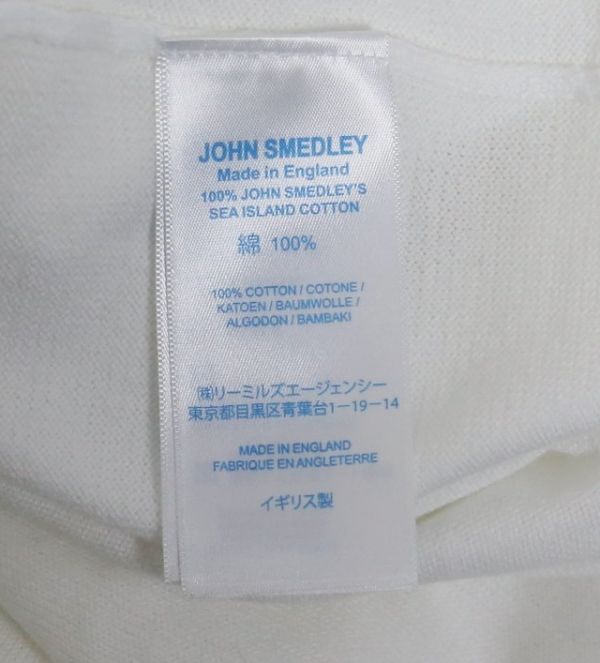 JOHN SMEDLEY
Made in England
100% JOHN SMEDLEY'S
SEA ISLAND COTTON
綿 100%
100% COTTON / COTONE /
KATOEN / BAUMWOLLE /
ALGODON / BAMBAKI
㈱リーミルズエージェンシー
東京都目黒区青葉台1-19-14
MADE IN ENGLAND
FABRIQUE EN ANGLETERRE
イギリス製